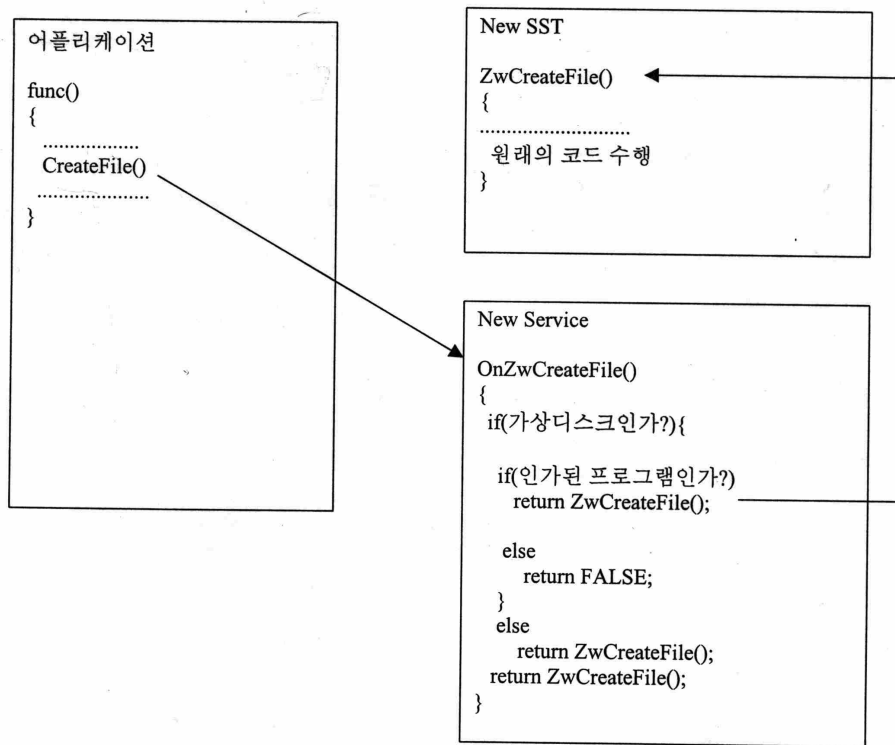 어플리케이션
func()
{
...................
CreateFile()
......................
}
New SST
ZwCreateFile()
{
.............................
원래의 코드 수행
}
New Service
OnZwCreateFile()
{
if(가상디스크인가?){
if(인가된 프로그램인가?)
return ZwCreateFile();
else
return FALSE;
}
else
return ZwCreateFile();
return ZwCreateFile();
}